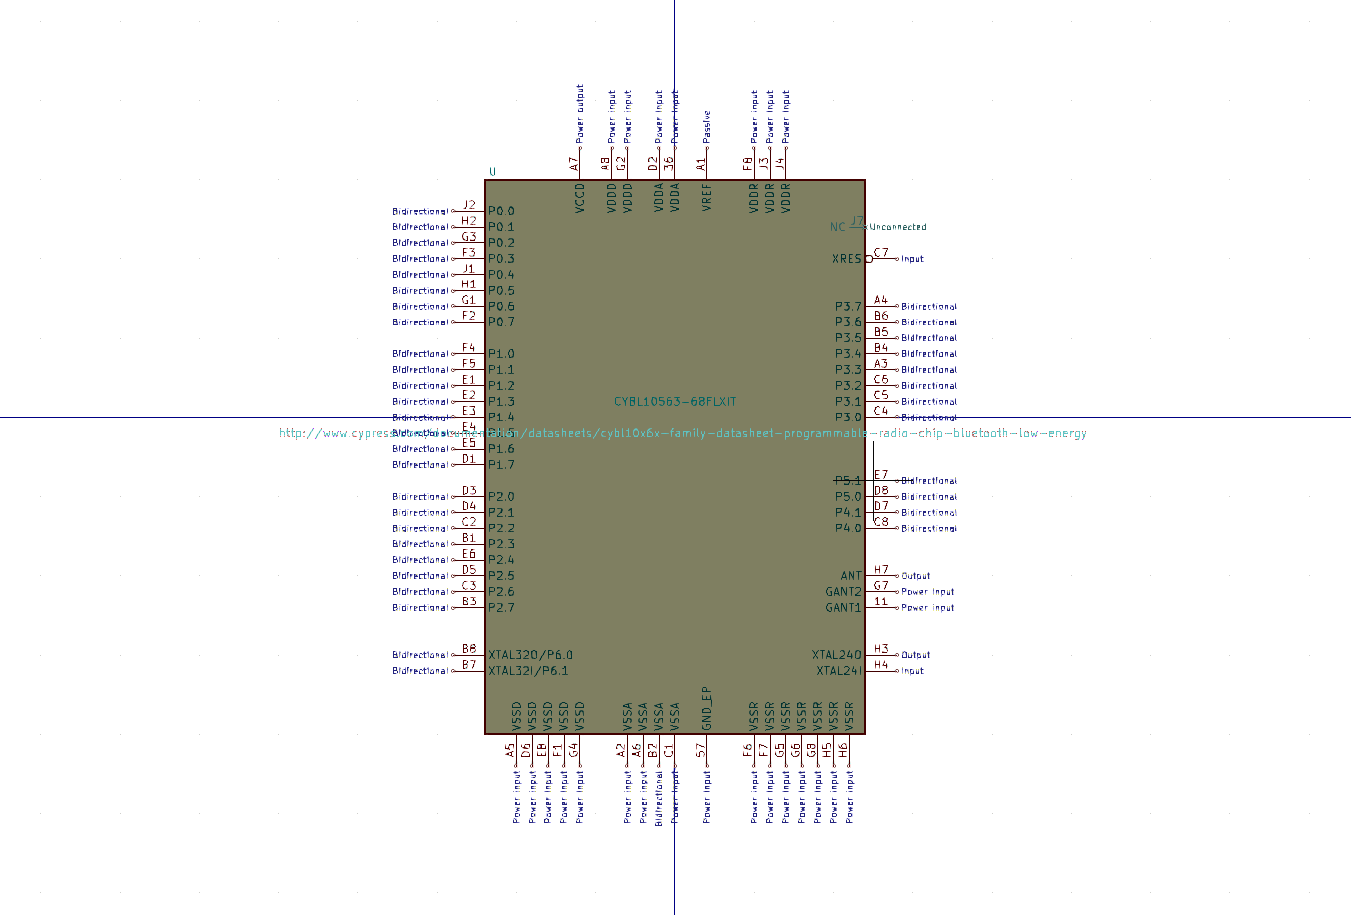 Power output
Power input
Power input
Power input
Power input
Passive
Power input
Power input
Power input
A7 A8 G2 D2 36 A1 F8 J3 J4
U
VCCD VDDD VDDD VDDA VDDA VREF VDDR VDDR VDDR
Bidirectional J2 P0.0
Bidirectional H2 P0.1 NC J7 Unconnected
Bidirectional G3 P0.2
Bidirectional F3 P0.3 XRES C7 Input
Bidirectional J1 P0.4
Bidirectional H1 P0.5
Bidirectional G1 P0.6 P3.7 A4 Bidirectional
Bidirectional F2 P0.7 P3.6 B6 Bidirectional
P3.5 B5 Bidirectional
Bidirectional F4 P1.0 P3.4 B4 Bidirectional
Bidirectional F5 P1.1 P3.3 A3 Bidirectional
Bidirectional E1 P1.2 P3.2 C6 Bidirectional
Bidirectional E2 P1.3 CYBL10563-68FLXIT P3.1 C5 Bidirectional
Bidirectional E3 P1.4 P3.0 C4 Bidirectional
Bidirectional E4 P1.5
http://www.cypress.com/documentation/datasheets/cybl10x6x-family-datasheet-programmable-radio-chip-bluetooth-low-energy
Bidirectional E5 P1.6
Bidirectional D1 P1.7
P5.1 E7 Bidirectional
Bidirectional D3 P2.0 P5.0 D8 Bidirectional
Bidirectional D4 P2.1 P4.1 D7 Bidirectional
Bidirectional C2 P2.2 P4.0 C8 Bidirectional
Bidirectional B1 P2.3
Bidirectional E6 P2.4
Bidirectional D5 P2.5 ANT H7 Output
Bidirectional C3 P2.6 GANT2 G7 Power input
Bidirectional B3 P2.7 GANT1 11 Power input
Bidirectional B8 XTAL32O/P6.0 XTAL24O H3 Output
Bidirectional B7 XTAL32I/P6.1 XTAL24I H4 Input
VSSD VSSD VSSD VSSD VSSD VSSA VSSA VSSA VSSA GND_EP VSSR VSSR VSSR VSSR VSSR VSSR VSSR
A5 D6 E8 F1 G4 A2 A6 B2 C1 57 F6 F7 G5 G6 G8 H5 H6
Power input
Power input
Power input
Power input
Power input
Power input
Power input
Bidirectional
Power input
Power input
Power input
Power input
Power input
Power input
Power input
Power input
Power input